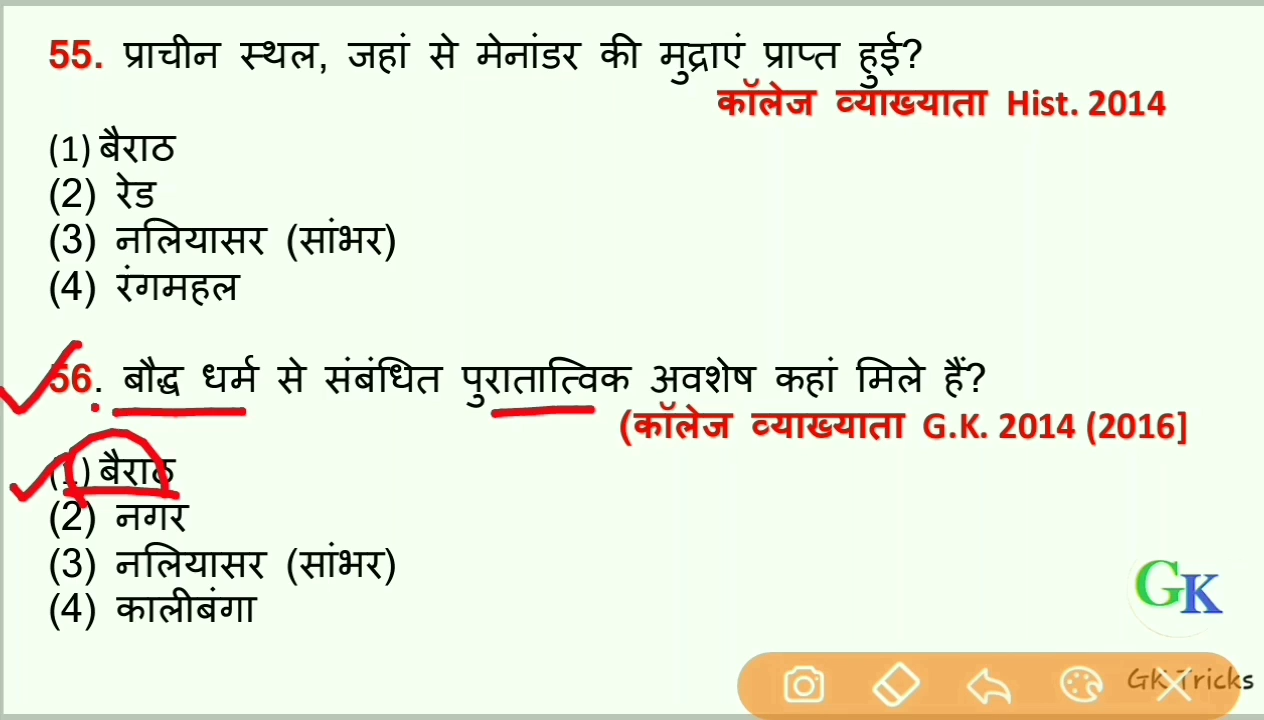 55. प्राचीन स्थल, जहां से मेनांडर की मुद्राएं प्राप्त हुई?
कॉलेज व्याख्याता Hist. 2014
(1) बैराठ
(2) रेड
(3) नलियासर (सांभर)
(4) रंगमहल
56. बौद्ध धर्म से संबंधित पुरातात्विक अवशेष कहां मिले हैं?
(कॉलेज व्याख्याता G.K. 2014 (2016]
(1) बैराठ
(2) नगर
(3) नलियासर (सांभर)
(4) कालीबंगा
GK
GK Tricks